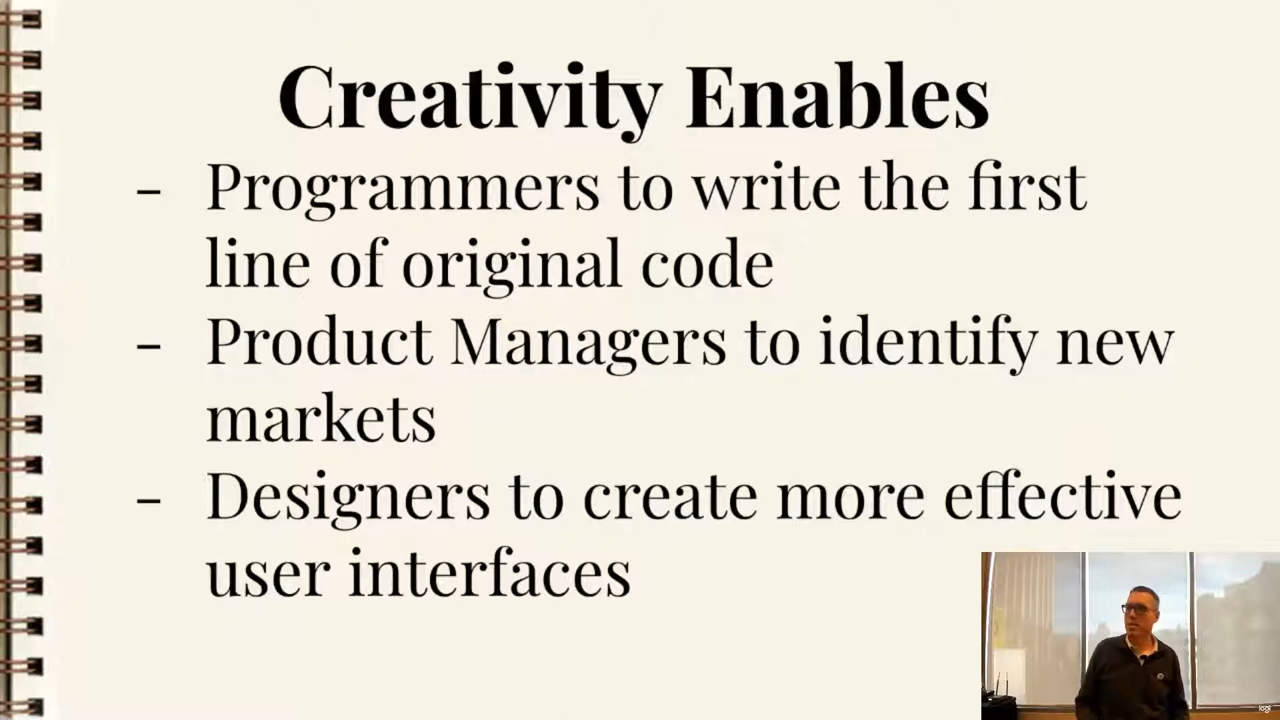 Creativity Enables
- Programmers to write the first
line of original code
- Product Managers to identify new
markets
- Designers to create more effective
user interfaces
logi